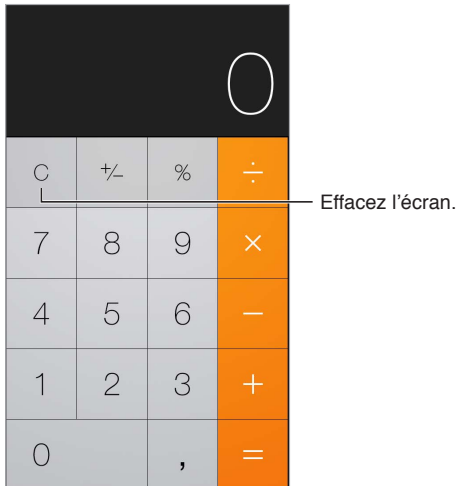 0
C +/− % ÷
Effacez l'écran.
7 8 9 ×
4 5 6 −
1 2 3 +
0 , =